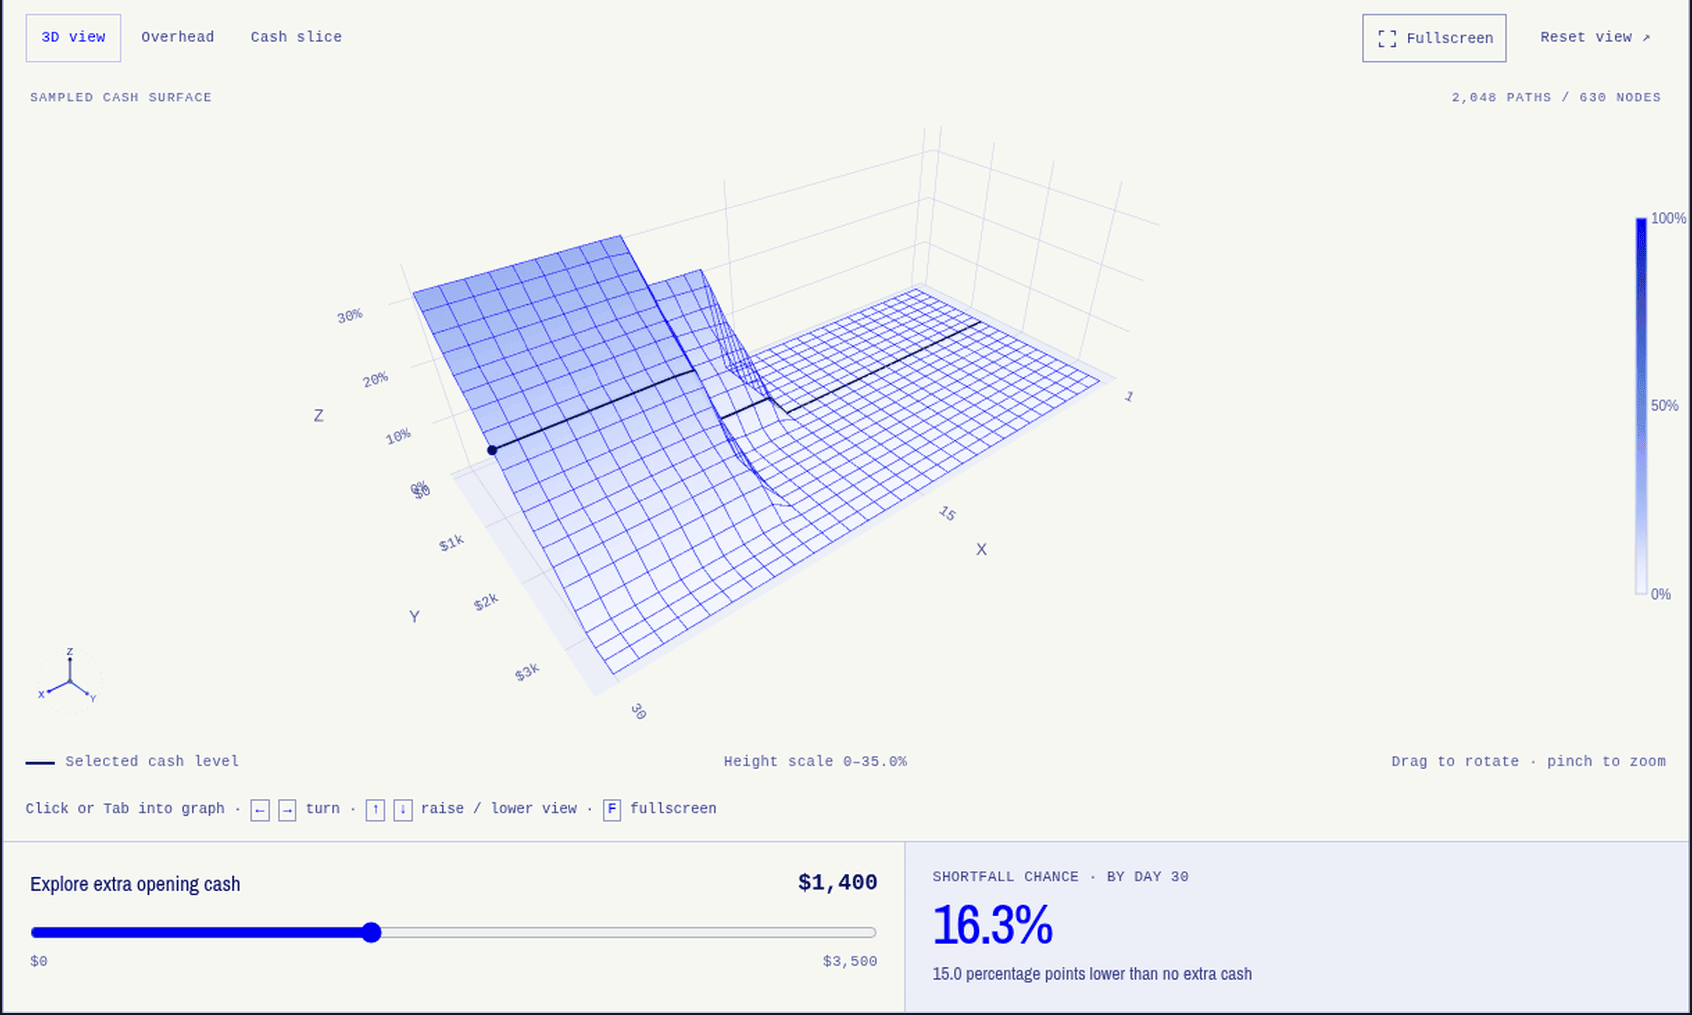 3D view Overhead Cash slice Fullscreen Reset view ↗
SAMPLED CASH SURFACE 2,048 PATHS / 630 NODES
100%
30%
20%
Z
10%
0%
$0
$1k
$2k
Y
$3k
30
15
X
1
50%
0%
Z
X
Y
Selected cash level Height scale 0–35.0% Drag to rotate · pinch to zoom
Click or Tab into graph · ← → turn · ↑ ↓ raise / lower view · F fullscreen
Explore extra opening cash $1,400
$0 $3,500
SHORTFALL CHANCE · BY DAY 30
16.3%
15.0 percentage points lower than no extra cash